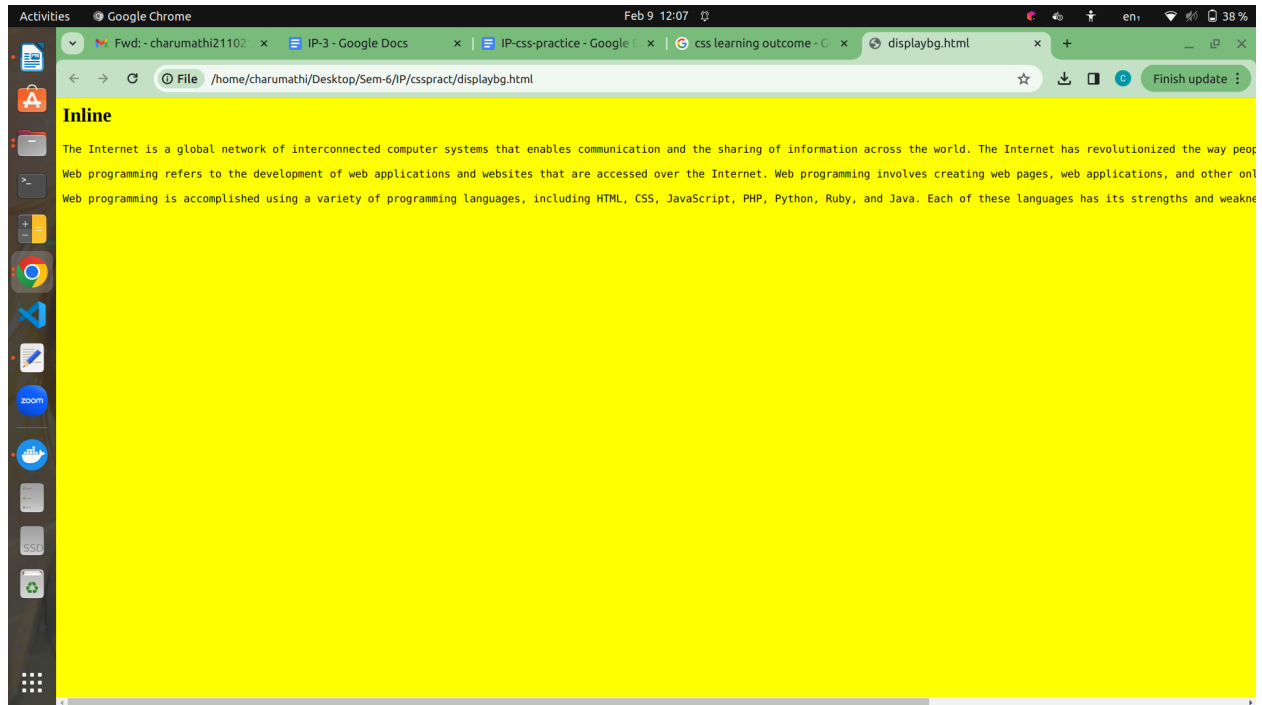 Activities Google Chrome Feb 9 12:07 en₁ 38 %
Fwd: - charumathi21102 IP-3 - Google Docs IP-css-practice - Google css learning outcome - G displaybg.html
File /home/charumathi/Desktop/Sem-6/IP/csspract/displaybg.html C Finish update
Inline
The Internet is a global network of interconnected computer systems that enables communication and the sharing of information across the world. The Internet has revolutionized the way peop
Web programming refers to the development of web applications and websites that are accessed over the Internet. Web programming involves creating web pages, web applications, and other onl
Web programming is accomplished using a variety of programming languages, including HTML, CSS, JavaScript, PHP, Python, Ruby, and Java. Each of these languages has its strengths and weakne
zoom
SSD